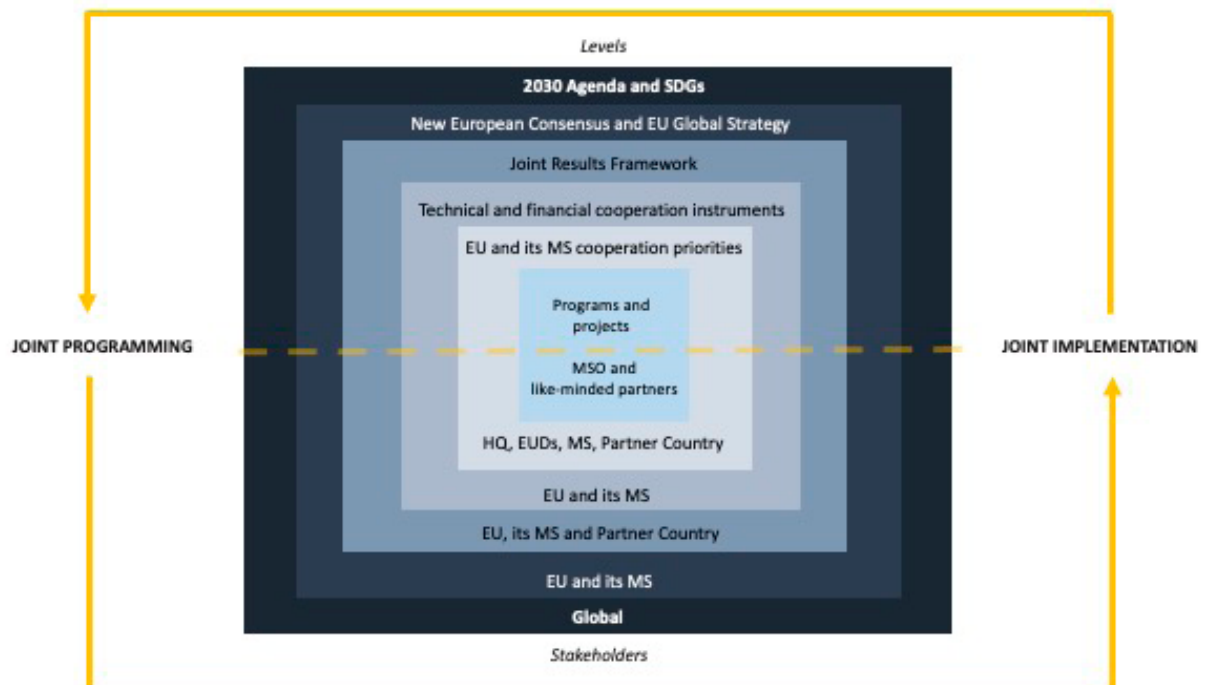 Levels
2030 Agenda and SDGs
New European Consensus and EU Global Strategy
Joint Results Framework
Technical and financial cooperation instruments
EU and its MS cooperation priorities
Programs and
projects
JOINT PROGRAMMING
JOINT IMPLEMENTATION
MSO and
like-minded partners
HQ, EUDs, MS, Partner Country
EU and its MS
EU, its MS and Partner Country
EU and its MS
Global
Stakeholders